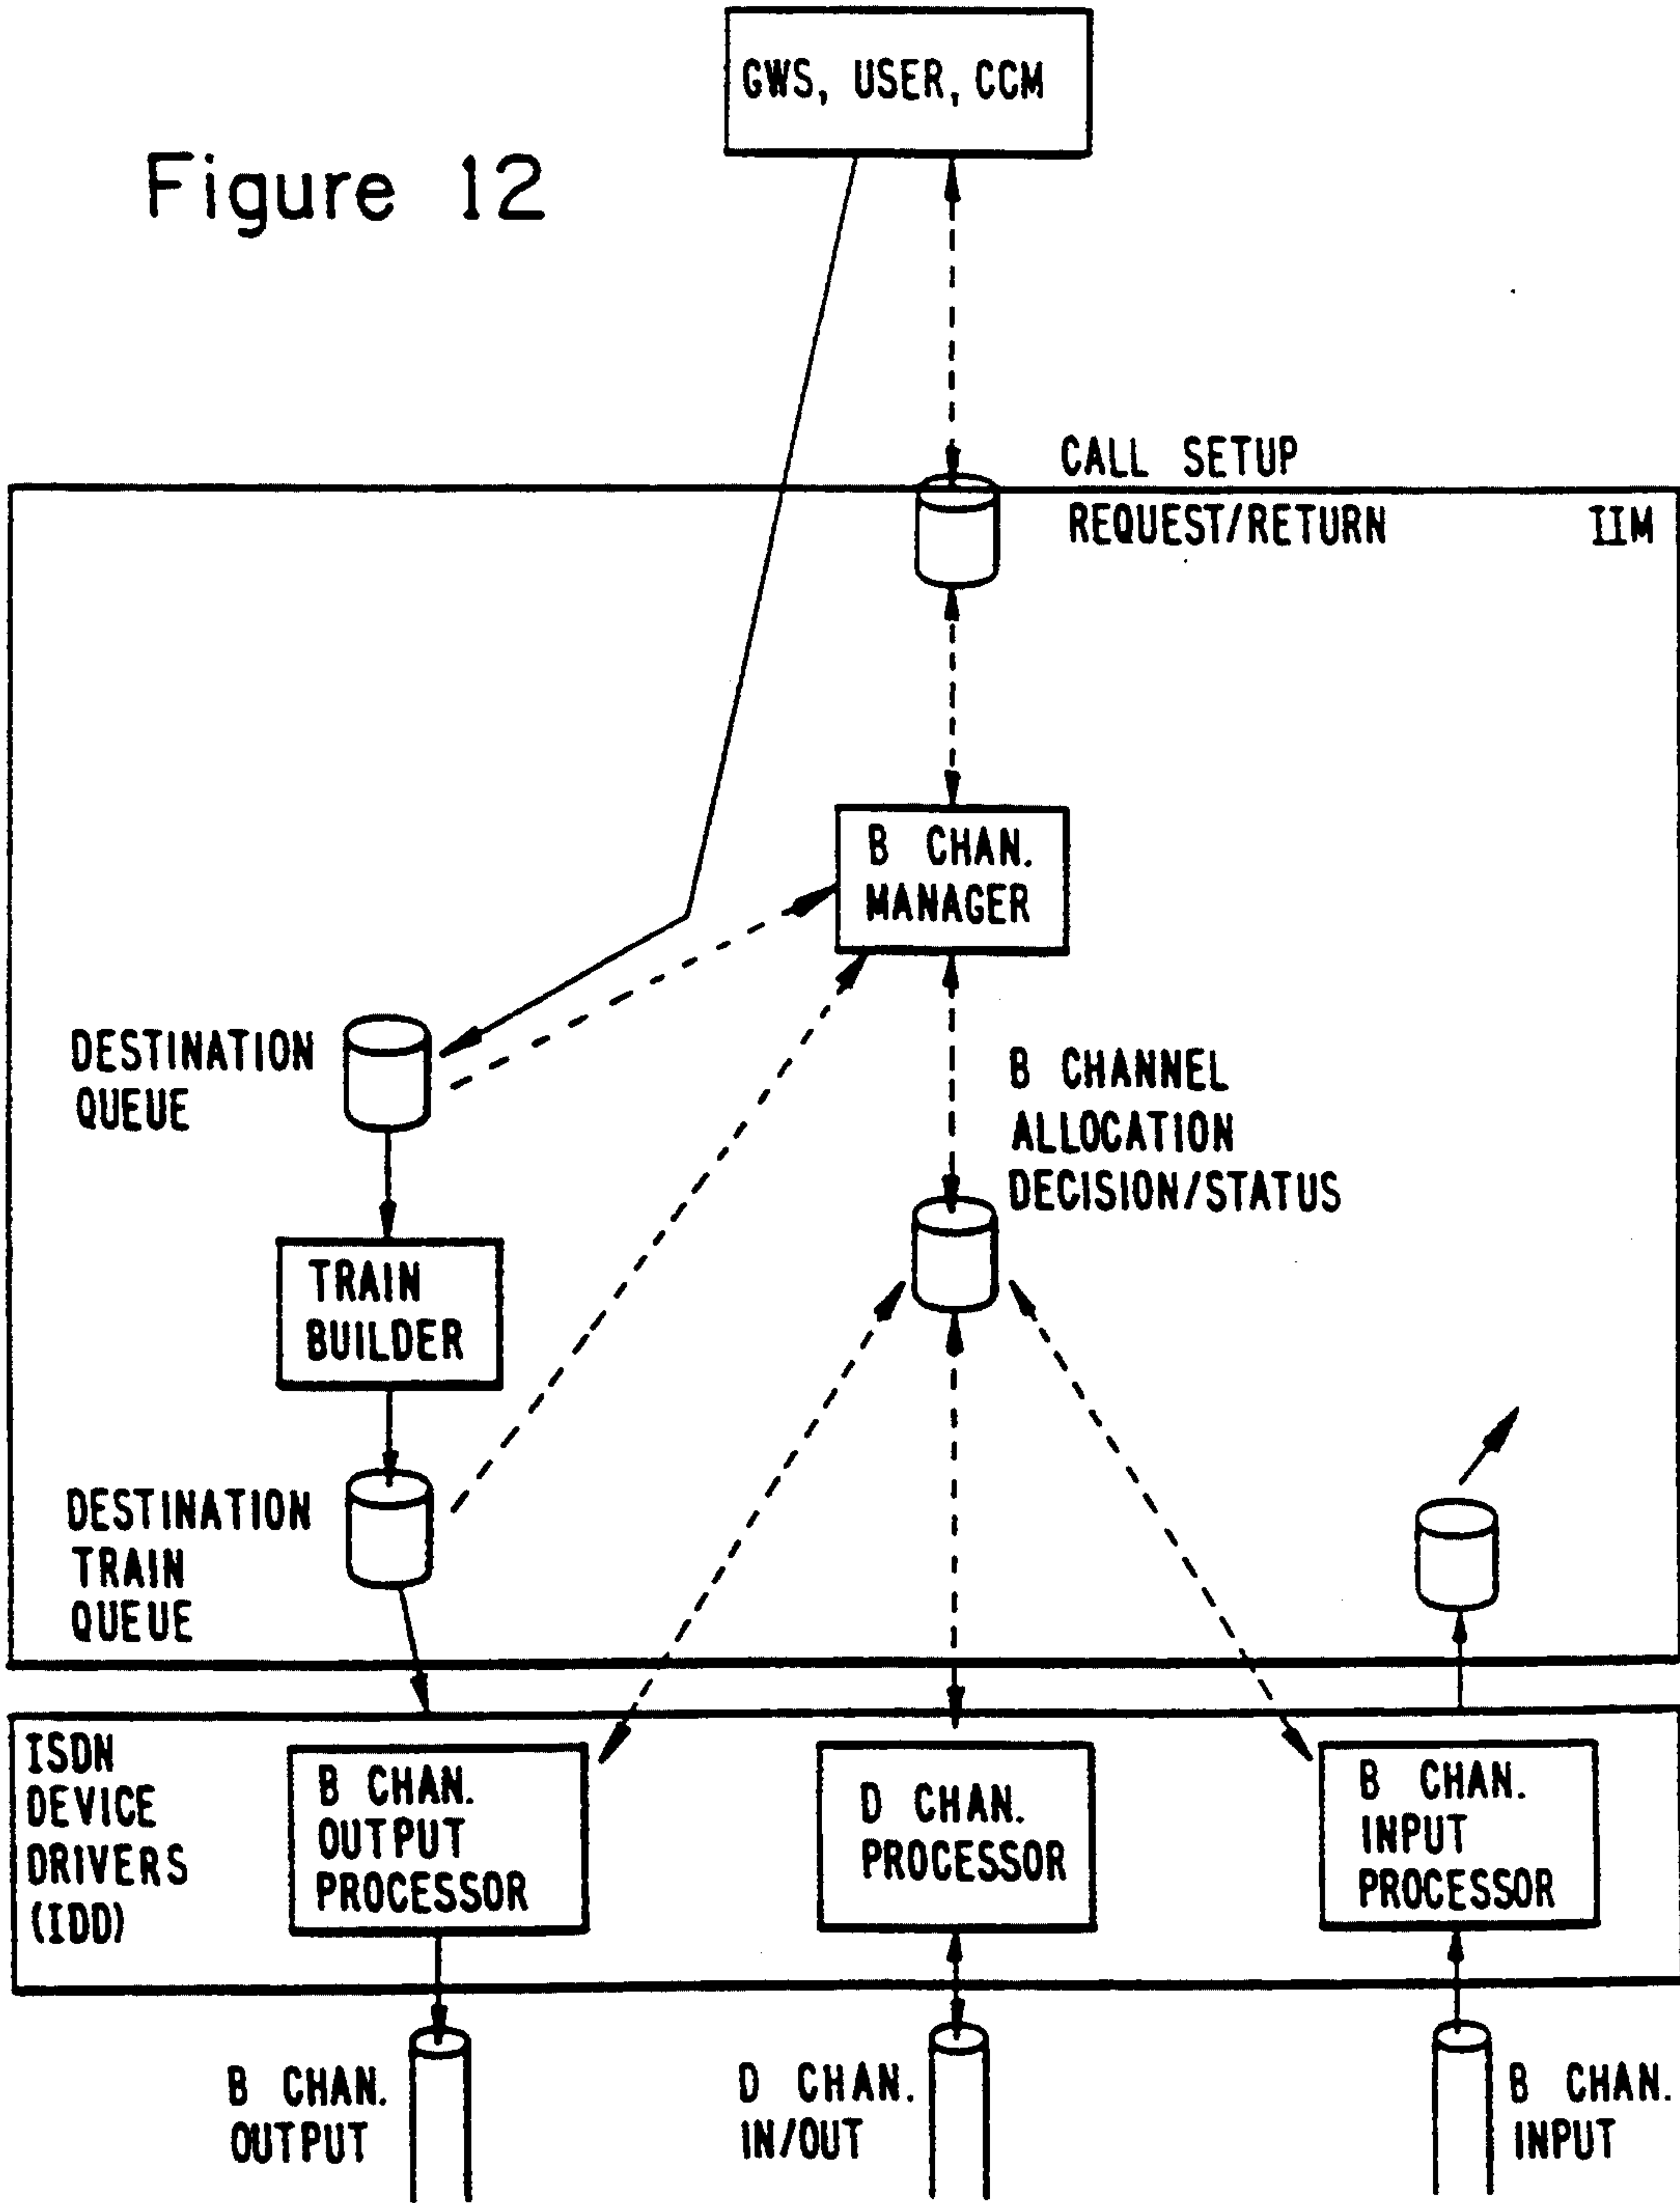 GWS, USER, CCM
Figure 12
CALL SETUP
REQUEST/RETURN
IIM
B CHAN.
MANAGER
DESTINATION
QUEUE
B CHANNEL
ALLOCATION
DECISION/STATUS
TRAIN
BUILDER
DESTINATION
TRAIN
QUEUE
ISDN
DEVICE
DRIVERS
(IDD)
B CHAN.
OUTPUT
PROCESSOR
D CHAN.
PROCESSOR
B CHAN.
INPUT
PROCESSOR
B CHAN.
OUTPUT
D CHAN.
IN/OUT
B CHAN.
INPUT